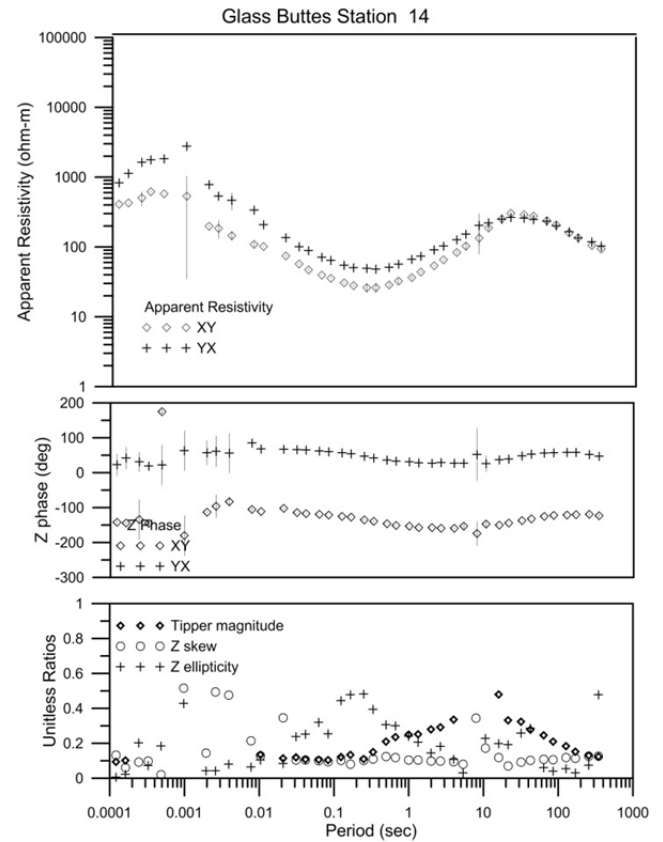 Glass Buttes Station 14
100000
10000
1000
100
10
1
Apparent Resistivity (ohm-m)
Apparent Resistivity
XY
YX
200
100
0
-100
-200
-300
Z phase (deg)
Z Phase
XY
YX
1
0.8
0.6
0.4
0.2
0
Unitless Ratios
Tipper magnitude
Z skew
Z ellipticity
0.0001 0.001 0.01 0.1 1 10 100 1000
Period (sec)